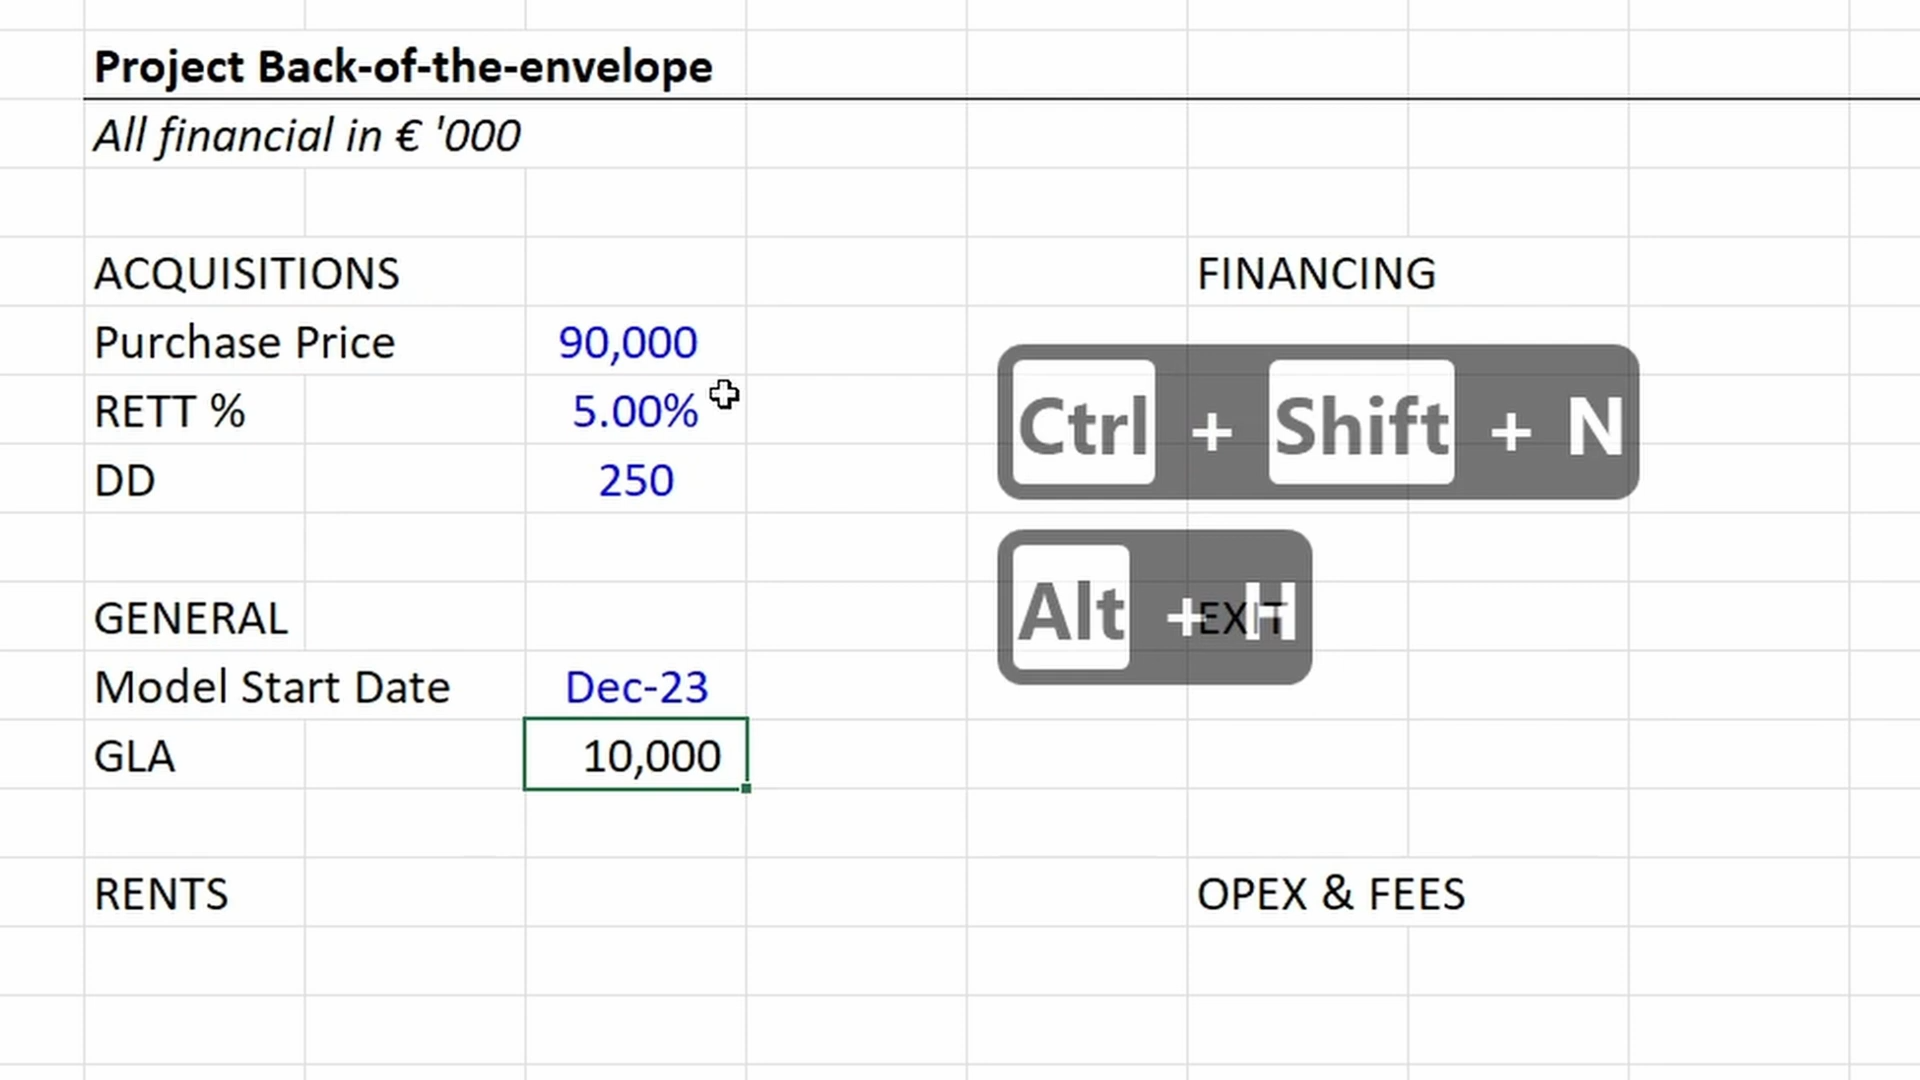 Project Back-of-the-envelope
All financial in € '000
ACQUISITIONS
FINANCING
Purchase Price 90,000
RETT % 5.00%
Ctrl + Shift + N
DD 250
Alt + H
GENERAL
EXIT
Model Start Date Dec-23
GLA 10,000
RENTS
OPEX & FEES